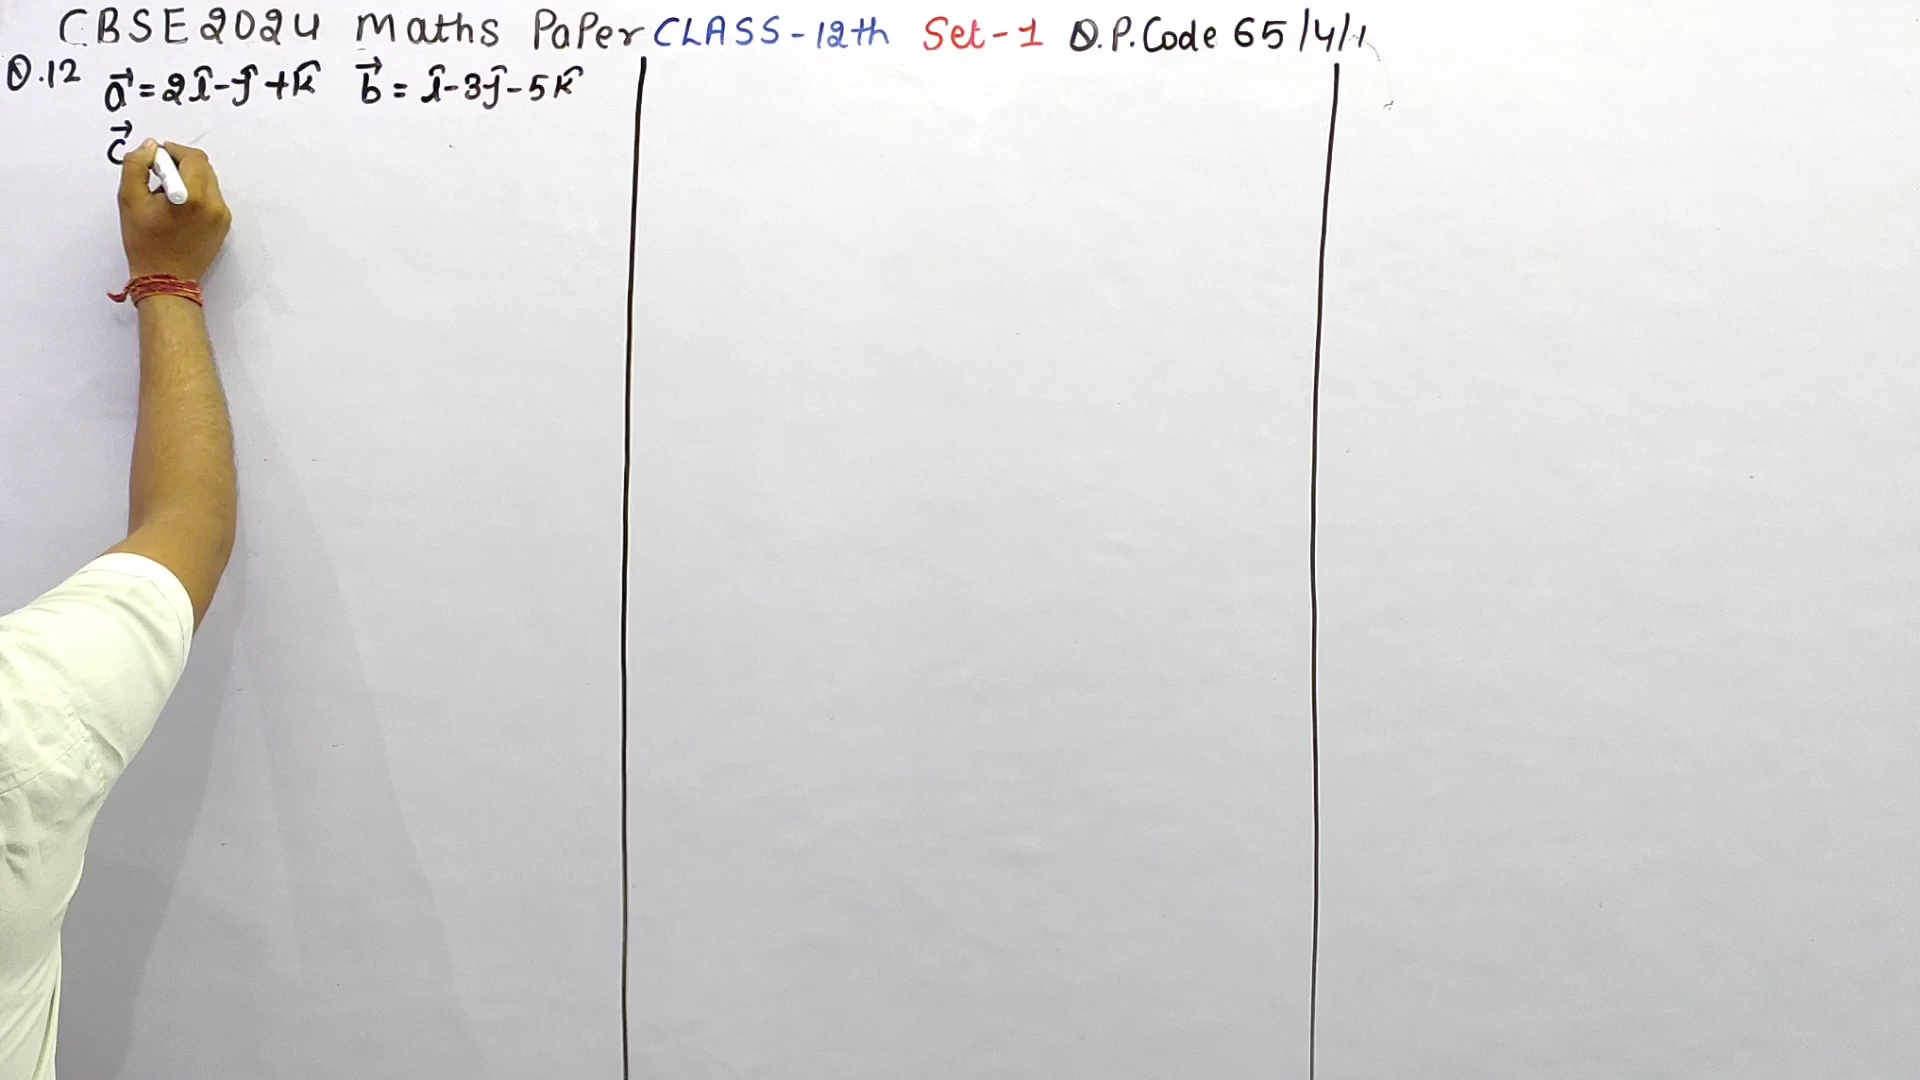 CBSE 2024 Maths Paper CLASS-12th Set-1 Q.P.Code 65/4/1
Q.12 a⃗ = 2î-ĵ+k̂ b⃗ = î-3ĵ-5k̂
c⃗